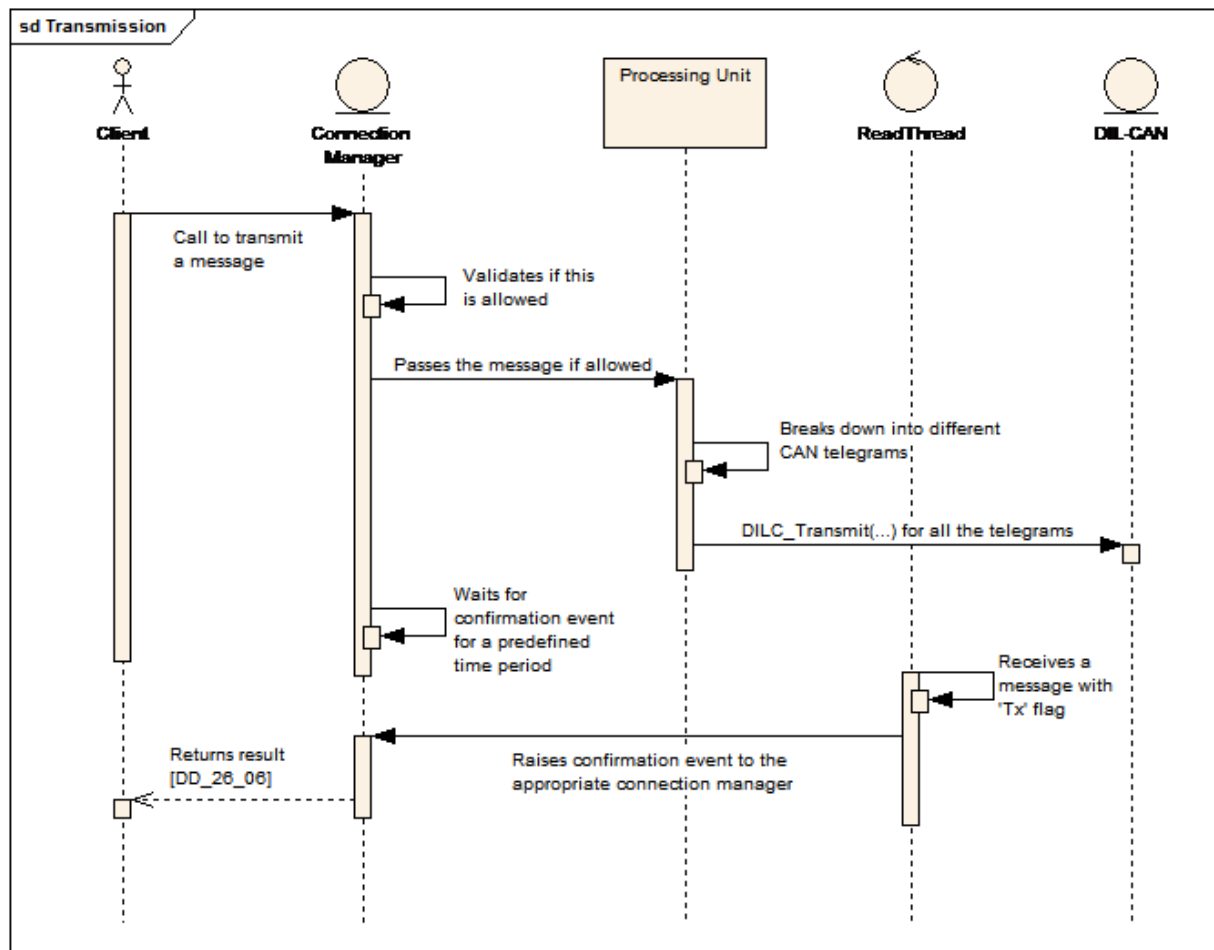 sd Transmission
Client
Connection
Manager
Processing Unit
ReadThread
DIL-CAN
Call to transmit
a message
Validates if this
is allowed
Passes the message if allowed
Breaks down into different
CAN telegrams
DILC_Transmit(...) for all the telegrams
Waits for
confirmation event
for a predefined
time period
Receives a
message with
'Tx' flag
Raises confirmation event to the
appropriate connection manager
Returns result
[DD_26_06]